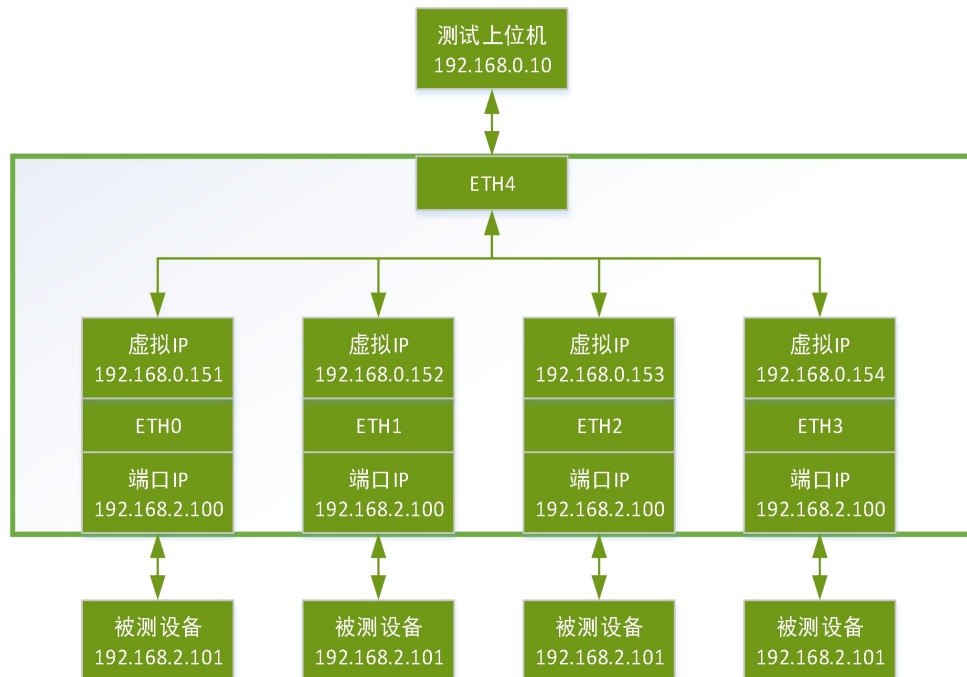 测试上位机
192.168.0.10
ETH4
虚拟IP
192.168.0.151
ETH0
端口IP
192.168.2.100
虚拟IP
192.168.0.152
ETH1
端口IP
192.168.2.100
虚拟IP
192.168.0.153
ETH2
端口IP
192.168.2.100
虚拟IP
192.168.0.154
ETH3
端口IP
192.168.2.100
被测设备
192.168.2.101
被测设备
192.168.2.101
被测设备
192.168.2.101
被测设备
192.168.2.101